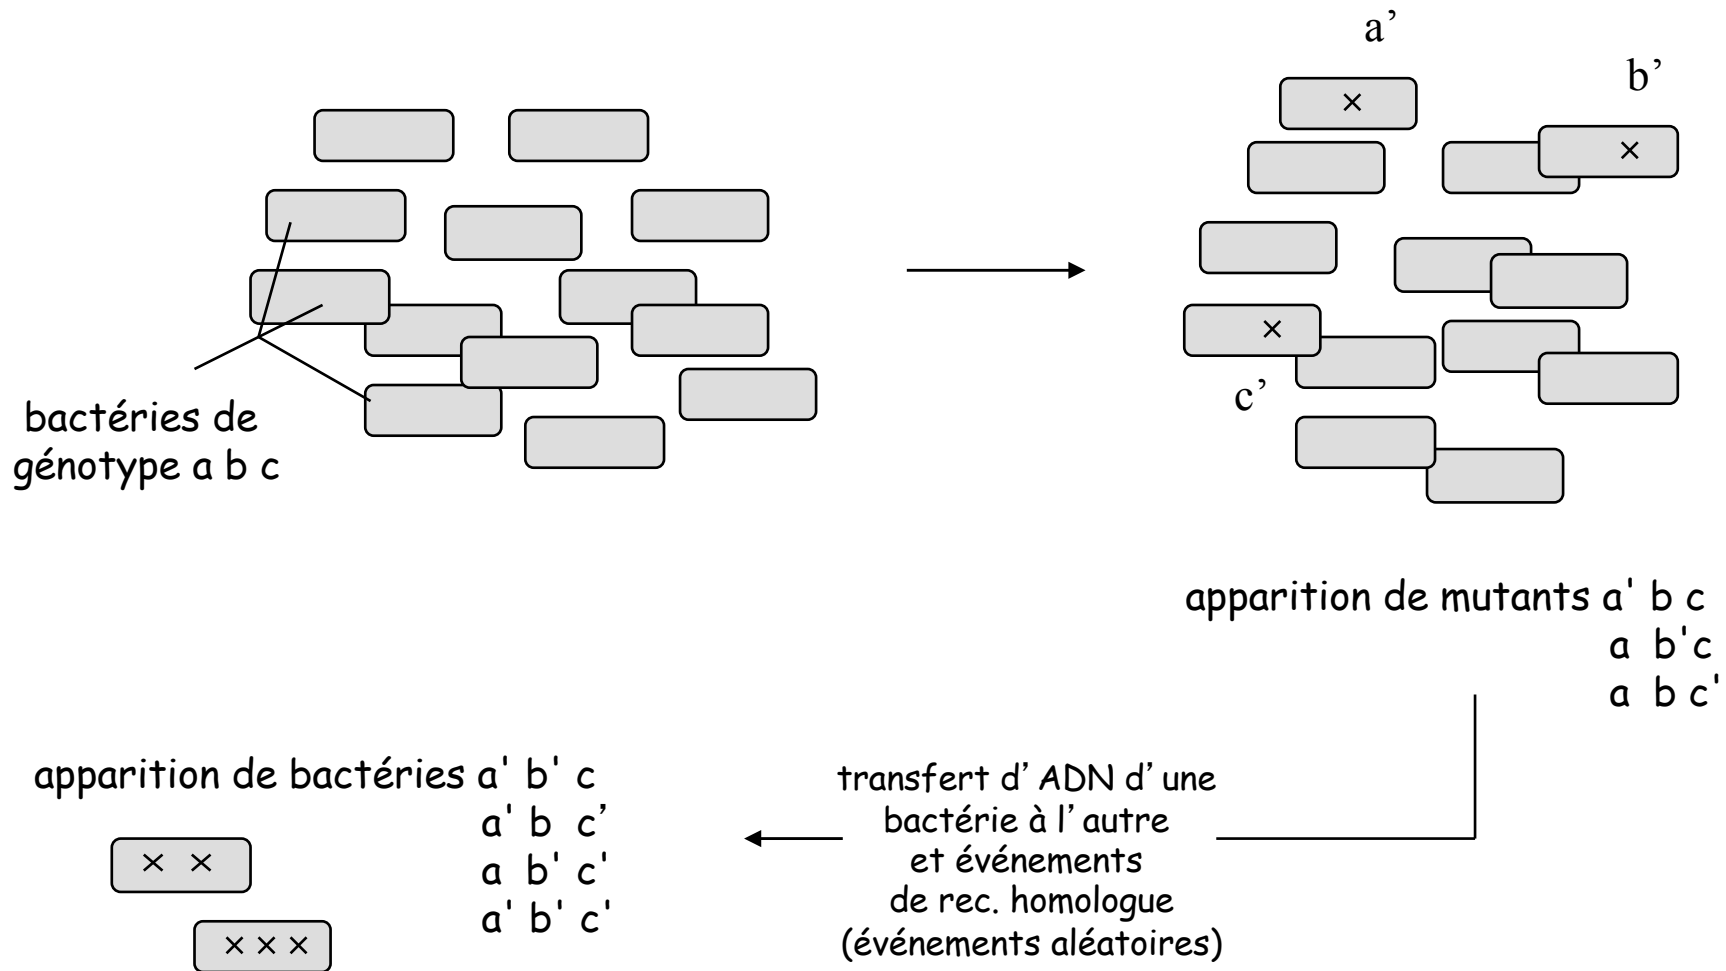 a’
b’
bactéries de
génotype a b c
c’
apparition de mutants a' b c
a b'c
a b c'
transfert d’ADN d’une
bactérie à l’autre
et événements
de rec. homologue
(événements aléatoires)
apparition de bactéries a' b' c
a' b c’
a b' c'
a' b' c'